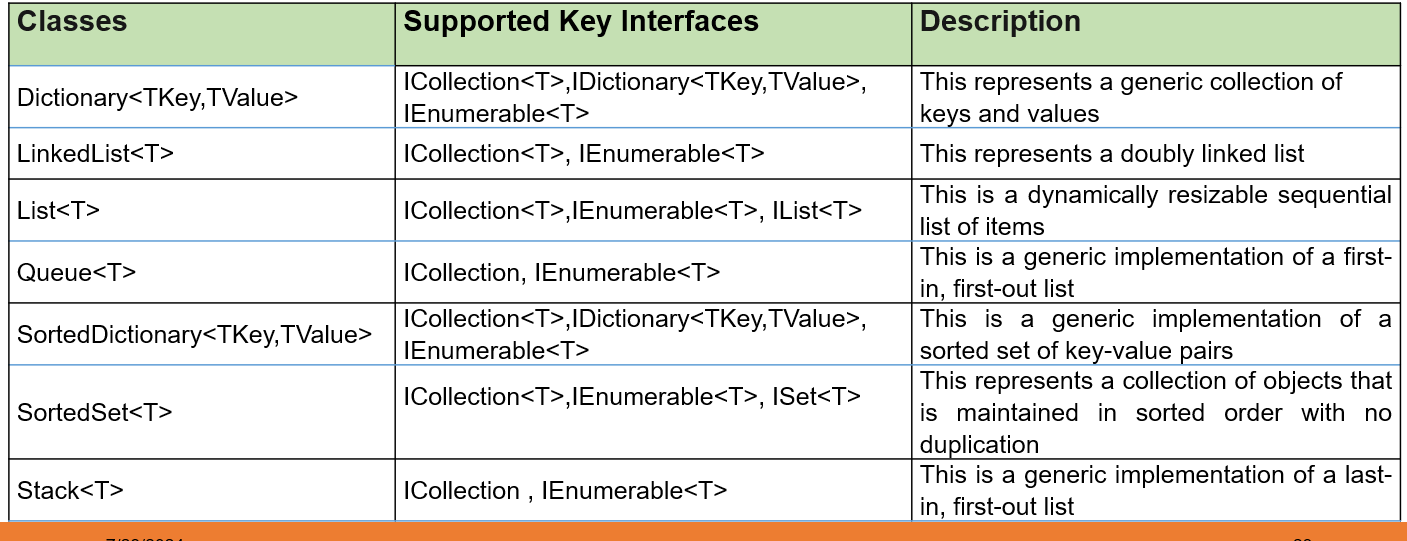 Classes
Supported Key Interfaces
Description
Dictionary<TKey,TValue>
ICollection<T>,IDictionary<TKey,TValue>,
IEnumerable<T>
This represents a generic collection of
keys and values
LinkedList<T>
ICollection<T>, IEnumerable<T>
This represents a doubly linked list
List<T>
ICollection<T>,IEnumerable<T>, IList<T>
This is a dynamically resizable sequential
list of items
Queue<T>
ICollection, IEnumerable<T>
This is a generic implementation of a first-
in, first-out list
SortedDictionary<TKey,TValue>
ICollection<T>,IDictionary<TKey,TValue>,
IEnumerable<T>
This is a generic implementation of a
sorted set of key-value pairs
SortedSet<T>
ICollection<T>,IEnumerable<T>, ISet<T>
This represents a collection of objects that
is maintained in sorted order with no
duplication
Stack<T>
ICollection , IEnumerable<T>
This is a generic implementation of a last-
in, first-out list